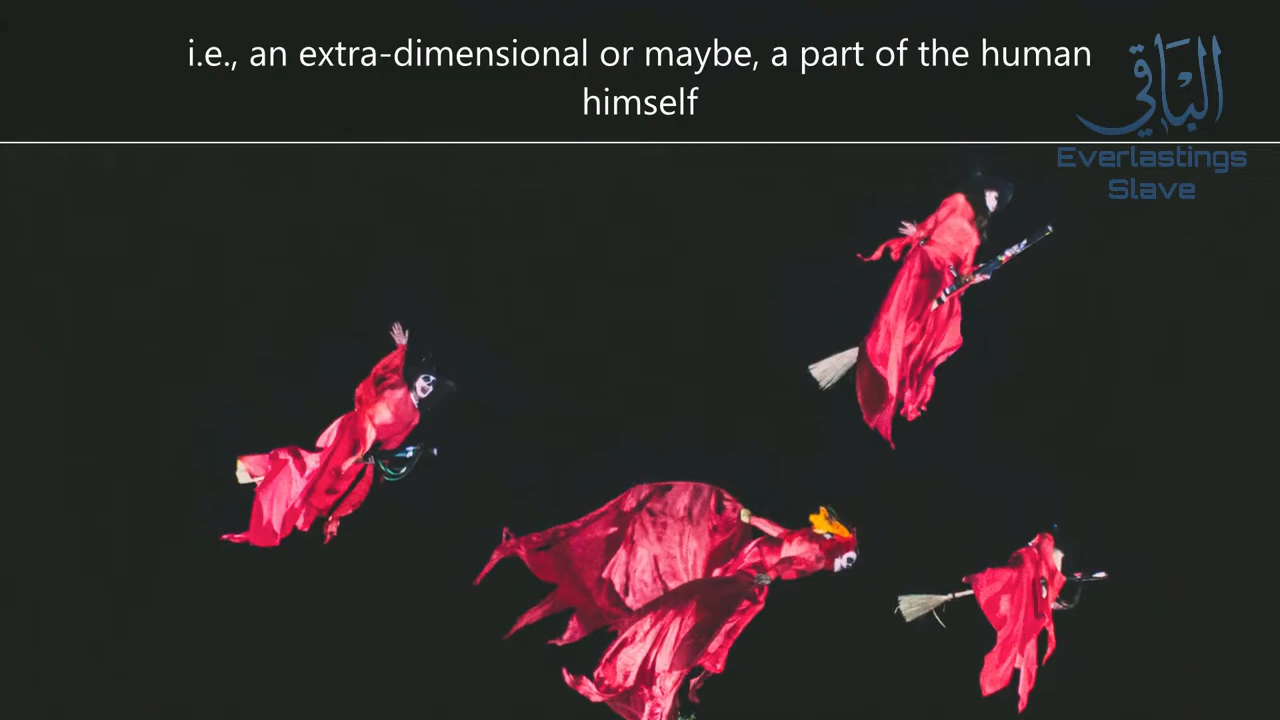 i.e., an extra-dimensional or maybe, a part of the human
himself
الباقي
Everlastings
Slave